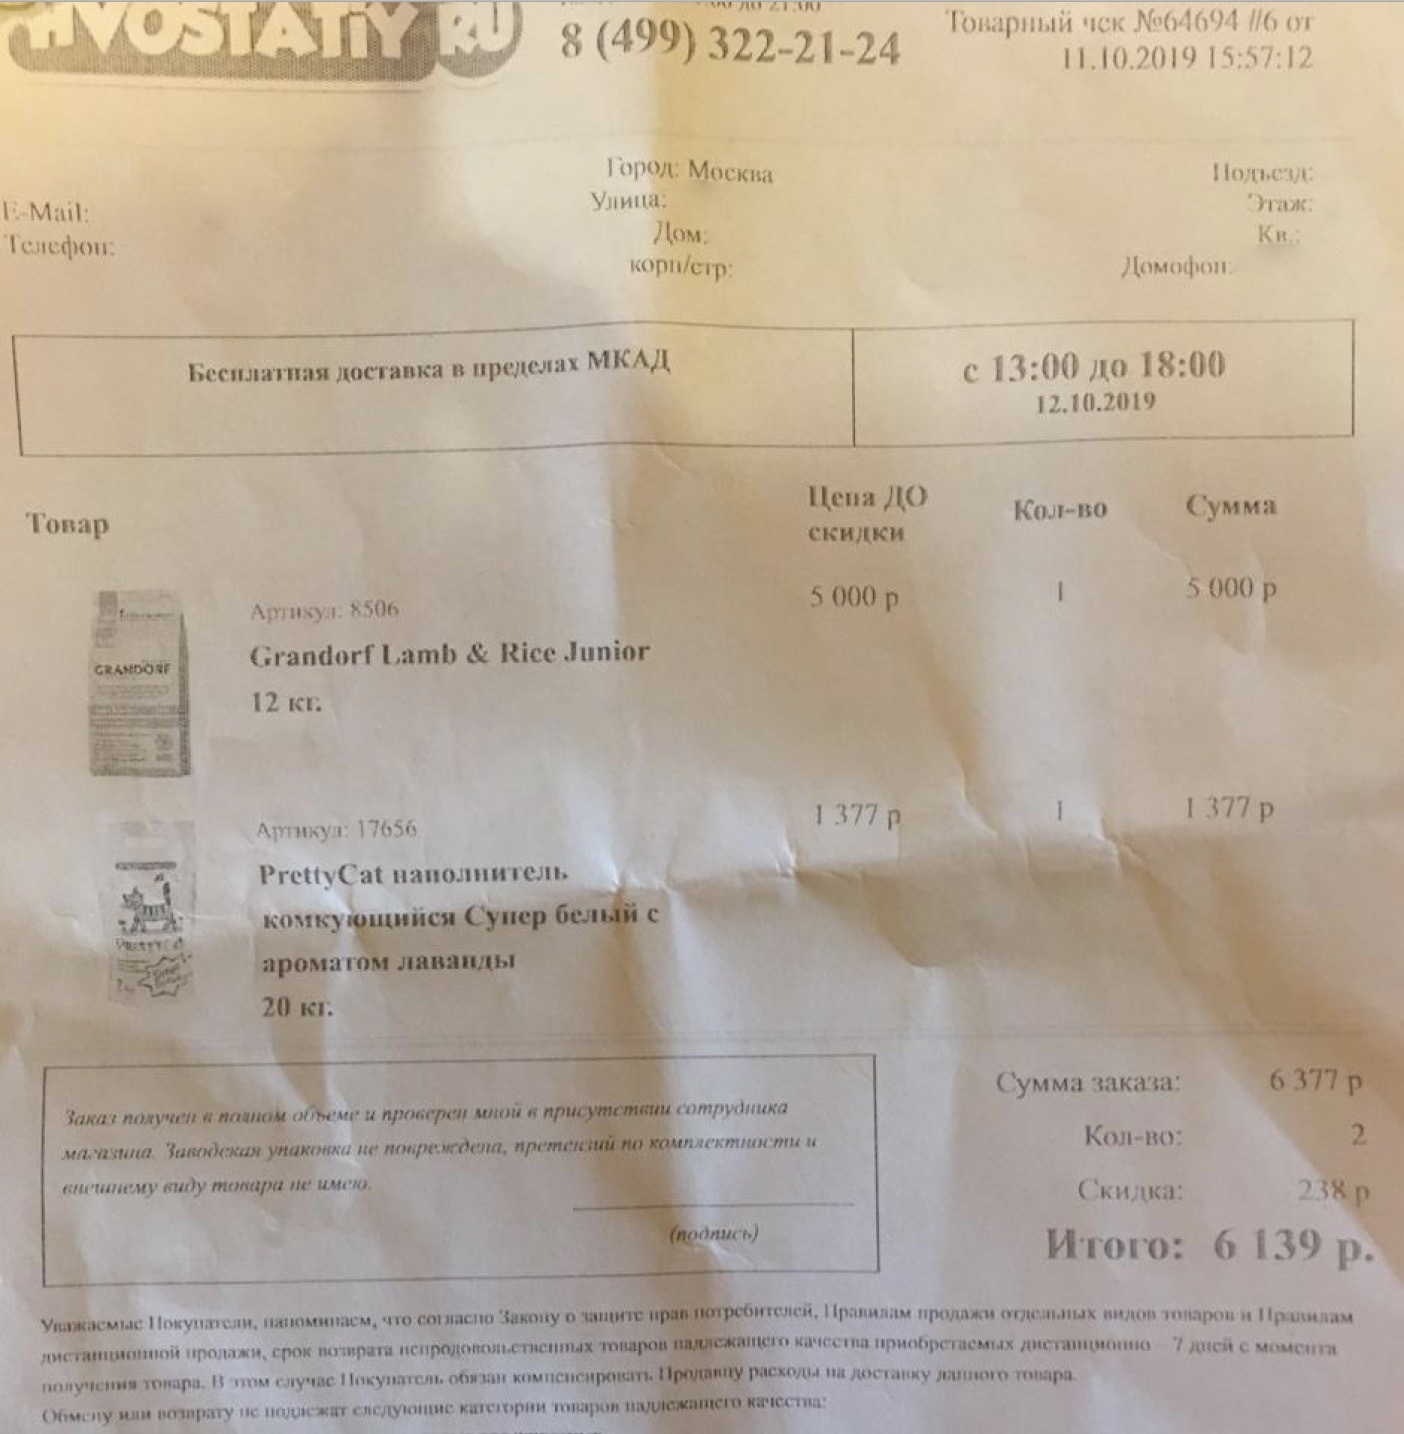 HVOSTATIY RU
8 (499) 322-21-24
Товарный чек №64694 //6 от
11.10.2019 15:57:12
E-Mail:
Телефон:
Город: Москва
Улица:
Дом:
корп/стр:
Подъезд:
Этаж:
Кв.:
Домофон:
Бесплатная доставка в пределах МКАД
с 13:00 до 18:00
12.10.2019
Товар
Цена ДО
скидки
Кол-во
Сумма
GRANDORF
Артикул: 8506
Grandorf Lamb & Rice Junior
12 кг.
5 000 р
1
5 000 р
PRETTYCat
Артикул: 17656
PrettyCat наполнитель
комкующийся Супер белый с
ароматом лаванды
20 кг.
1 377 р
1
1 377 р
Заказ получен в полном объеме и проверен мной в присутствии сотрудника
магазина. Заводская упаковка не повреждена, претензий по комплектности и
внешнему виду товара не имею.
(подпись)
Сумма заказа: 6 377 р
Кол-во: 2
Скидка: 238 р
Итого: 6 139 р.
Уважаемые Покупатели, напоминаем, что согласно Закону о защите прав потребителей, Правилам продажи отдельных видов товаров и Правилам
дистанционной продажи, срок возврата непродовольственных товаров надлежащего качества приобретаемых дистанционно - 7 дней с момента
получения товара. В этом случае Покупатель обязан компенсировать Продавцу расходы на доставку данного товара.
Обмену или возврату не подлежат следующие категории товаров надлежащего качества: